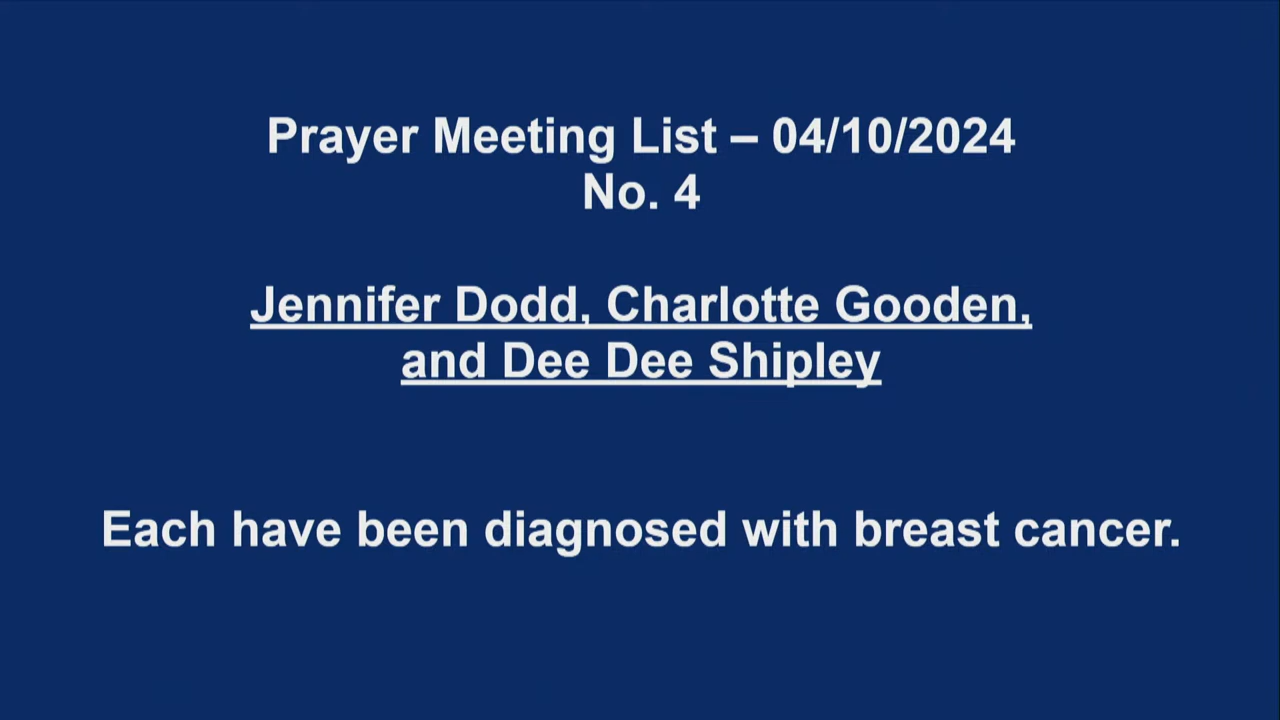 Prayer Meeting List – 04/10/2024
No. 4
Jennifer Dodd, Charlotte Gooden,
and Dee Dee Shipley
Each have been diagnosed with breast cancer.